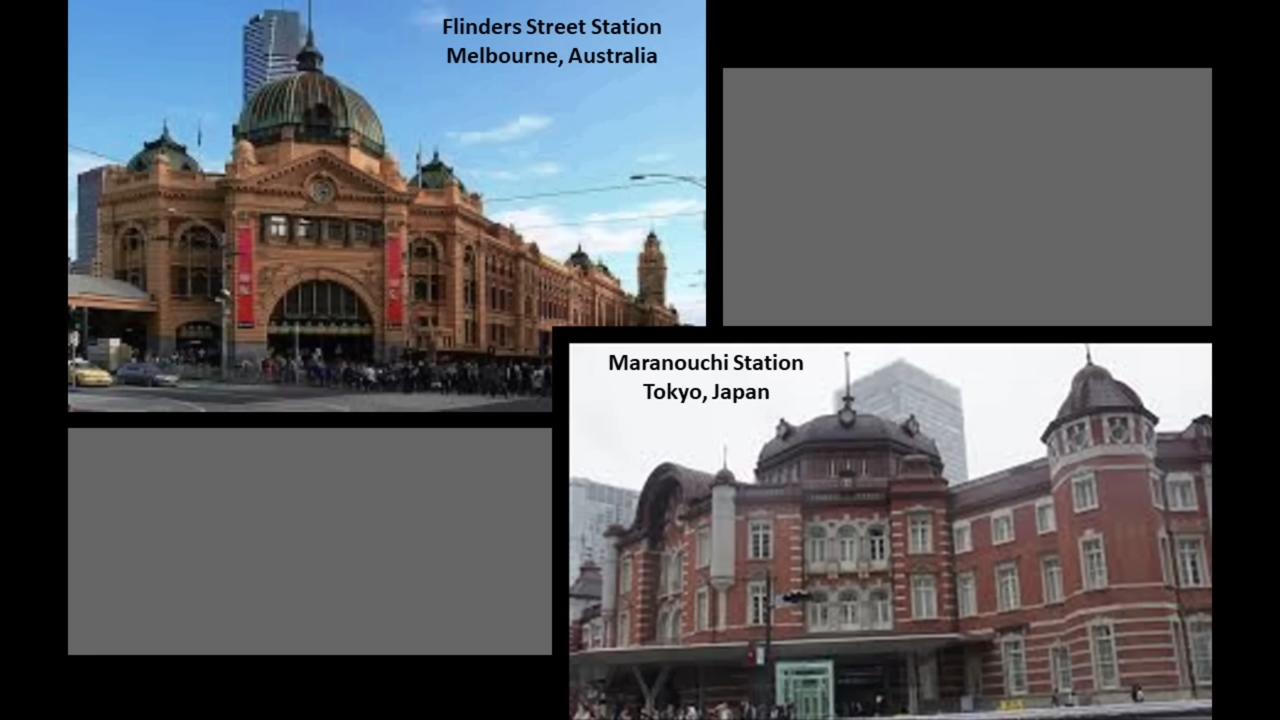 Flinders Street Station
Melbourne, Australia
Maranouchi Station
Tokyo, Japan